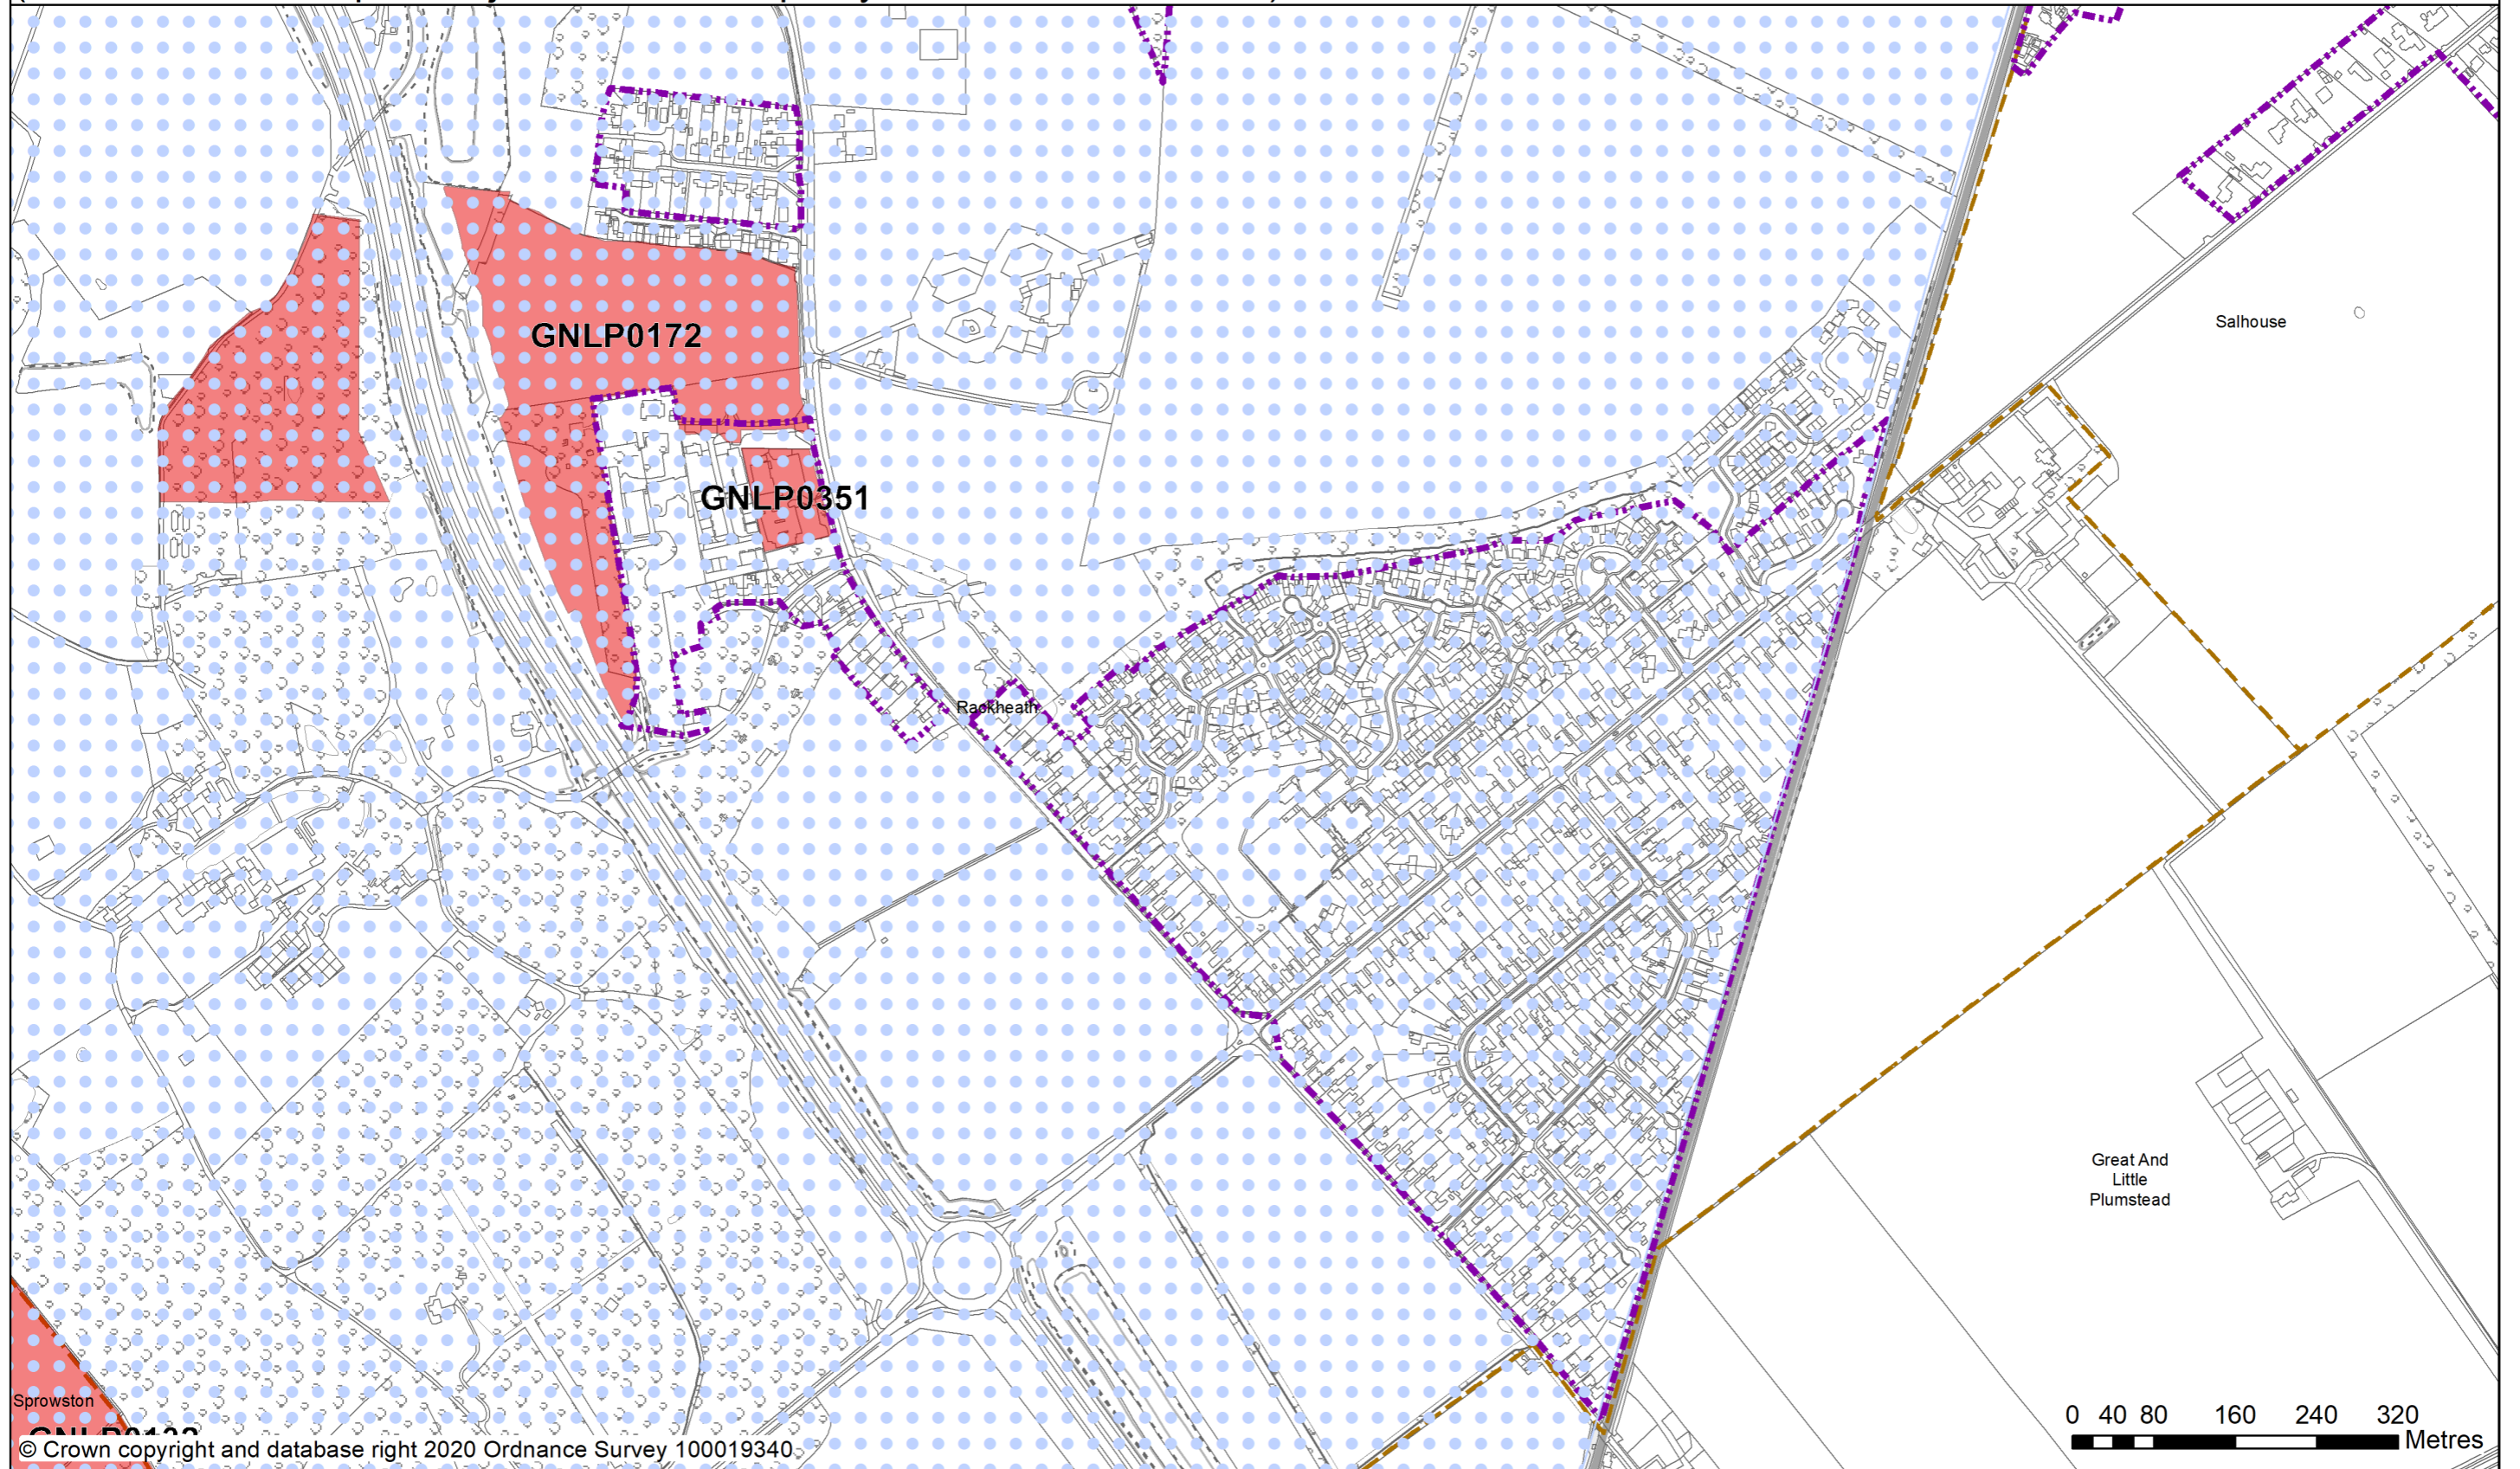 GNLP0172
Salhouse
GNLP0351
Rackheath
Great And
Little
Plumstead
Sprowston
0 40 80 160 240 320
Metres
© Crown copyright and database right 2020 Ordnance Survey 100019340